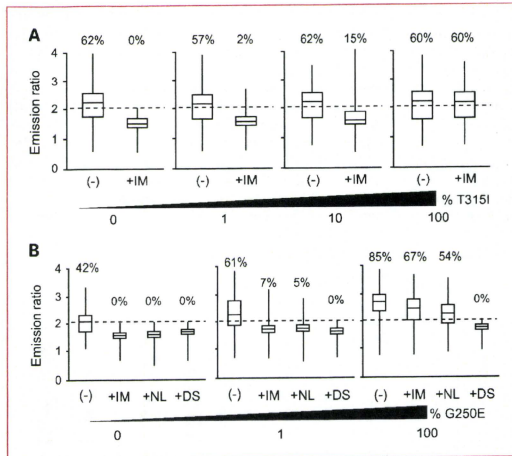 A
62% 0% 57% 2% 62% 15% 60% 60%
Emission ratio
4
3
2
1
0
(-) +IM (-) +IM (-) +IM (-) +IM
% T315I
0 1 10 100
B
42% 0% 0% 0% 61% 7% 5% 0% 85% 67% 54% 0%
Emission ratio
4
3
2
1
0
(-) +IM +NL +DS (-) +IM +NL +DS (-) +IM +NL +DS
% G250E
0 1 100